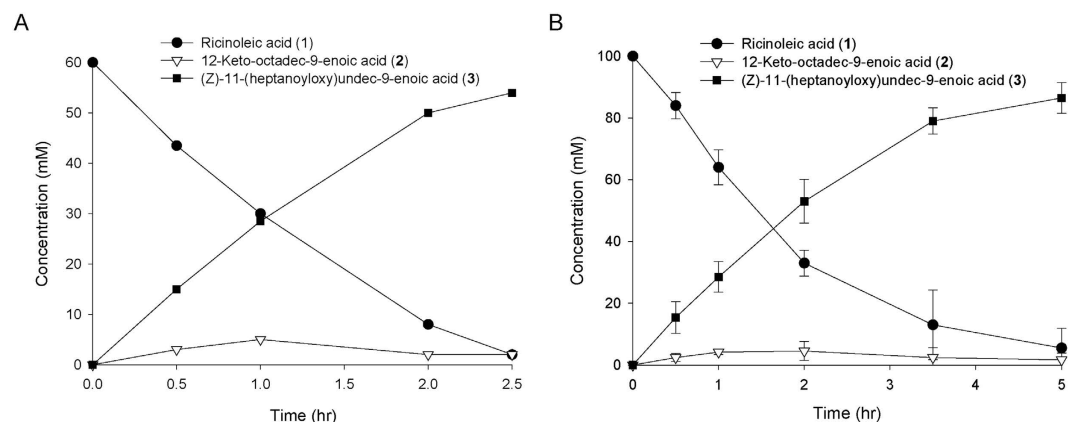 A
Ricinoleic acid (1)
12-Keto-octadec-9-enoic acid (2)
(Z)-11-(heptanoyloxy)undec-9-enoic acid (3)
60
50
40
30
20
10
0
Concentration (mM)
0.0 0.5 1.0 1.5 2.0 2.5
Time (hr)
B
Ricinoleic acid (1)
12-Keto-octadec-9-enoic acid (2)
(Z)-11-(heptanoyloxy)undec-9-enoic acid (3)
100
80
60
40
20
0
Concentration (mM)
0 1 2 3 4 5
Time (hr)